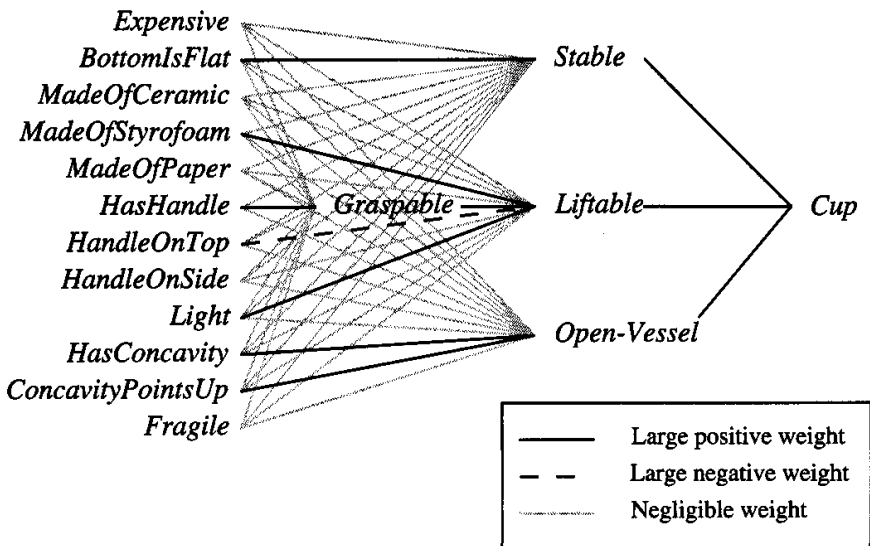 Expensive
BottomIsFlat
MadeOfCeramic
MadeOfStyrofoam
MadeOfPaper
HasHandle
HandleOnTop
HandleOnSide
Light
HasConcavity
ConcavityPointsUp
Fragile
Graspable
Stable
Liftable
Open-Vessel
Cup
Large positive weight
Large negative weight
Negligible weight